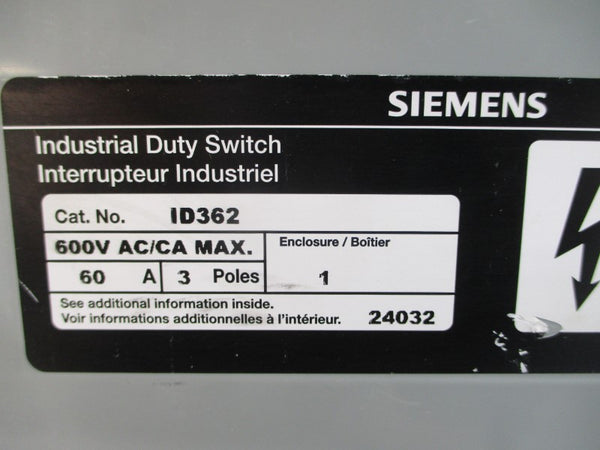 SIEMENS
Industrial Duty Switch
Interrupteur Industriel
Cat. No. ID362
600V AC/CA MAX.
Enclosure / Boîtier
60 A 3 Poles 1
See additional information inside.
Voir informations additionnelles à l'intérieur. 24032